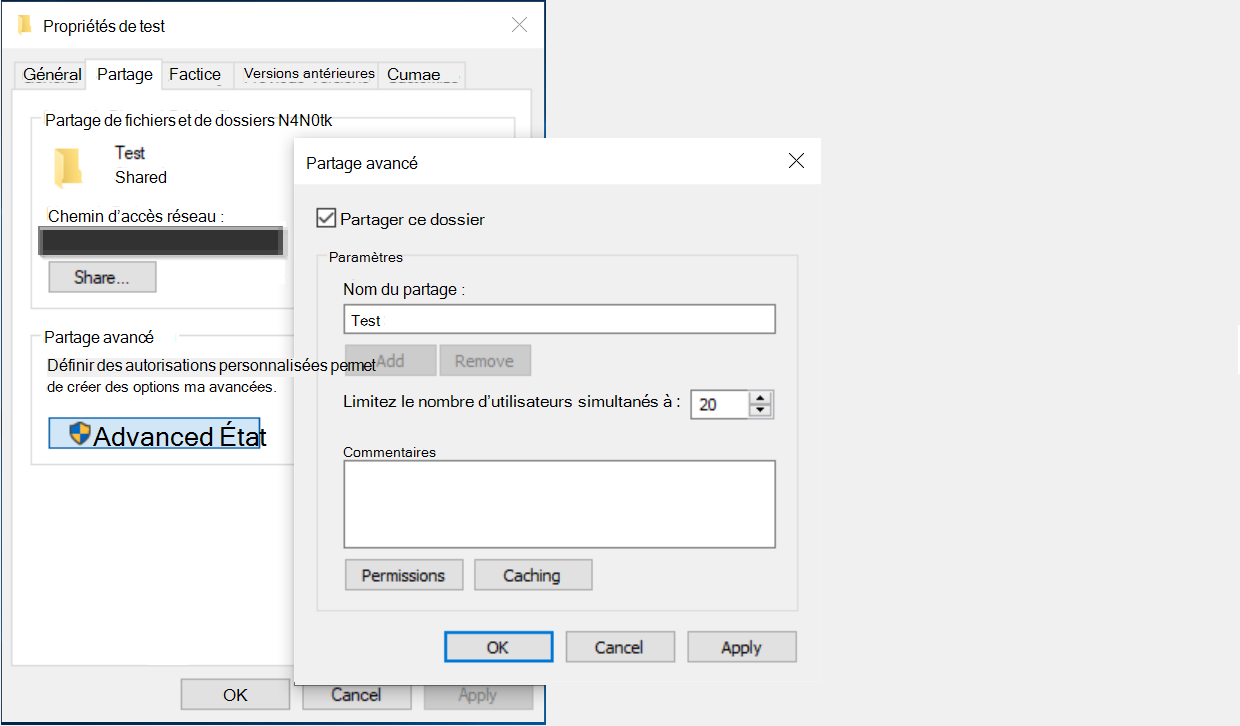 Propriétés de test
Général Partage Factice Versions antérieures Cumae
Partage de fichiers et de dossiers N4N0tk
Test
Shared
Chemin d’accès réseau :
Share...
Partage avancé
Définir des autorisations personnalisées permet
de créer des options ma avancées.
Advanced État
OK Cancel Apply
Partage avancé
Partager ce dossier
Paramètres
Nom du partage :
Test
Add Remove
Limitez le nombre d’utilisateurs simultanés à : 20
Commentaires
Permissions Caching
OK Cancel Apply